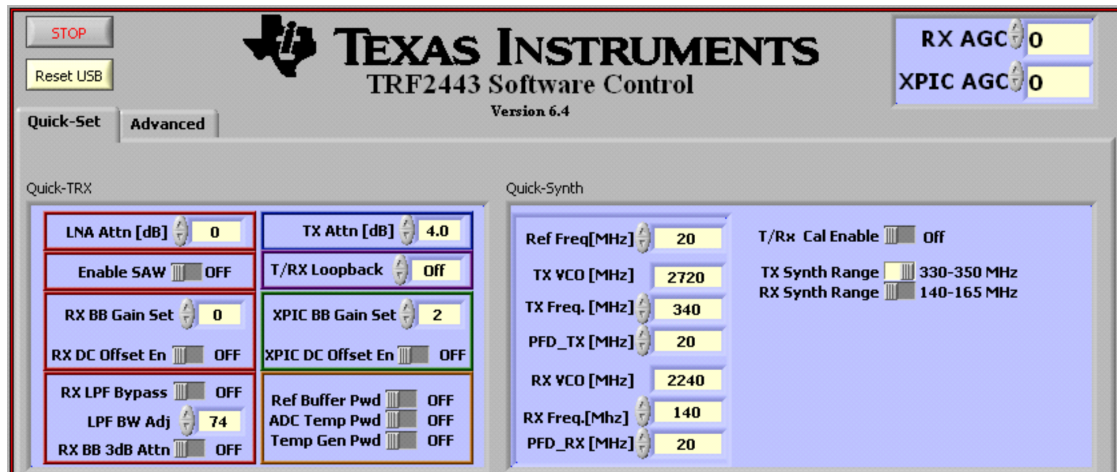 STOP
Reset USB
TEXAS INSTRUMENTS
TRF2443 Software Control
Version 6.4
RX AGC 0
XPIC AGC 0
Quick-Set Advanced
Quick-TRX
LNA Attn [dB] 0
TX Attn [dB] 4.0
Enable SAW OFF
T/RX Loopback Off
RX BB Gain Set 0
XPIC BB Gain Set 2
RX DC Offset En OFF
XPIC DC Offset En OFF
RX LPF Bypass OFF
LPF BW Adj 74
RX BB 3dB Attn OFF
Ref Buffer Pwd OFF
ADC Temp Pwd OFF
Temp Gen Pwd OFF
Quick-Synth
Ref Freq[MHz] 20
TX VCO [MHz] 2720
TX Freq. [MHz] 340
PFD_TX [MHz] 20
RX VCO [MHz] 2240
RX Freq.[Mhz] 140
PFD_RX [MHz] 20
T/Rx Cal Enable Off
TX Synth Range 330-350 MHz
RX Synth Range 140-165 MHz